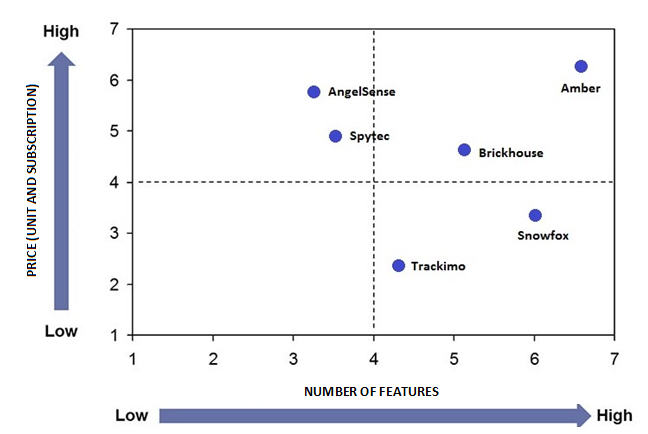 High
PRICE (UNIT AND SUBSCRIPTION)
Low
7
6
5
4
3
2
1
Amber
AngelSense
Spytec
Brickhouse
Snowfox
Trackimo
1 2 3 4 5 6 7
NUMBER OF FEATURES
Low High